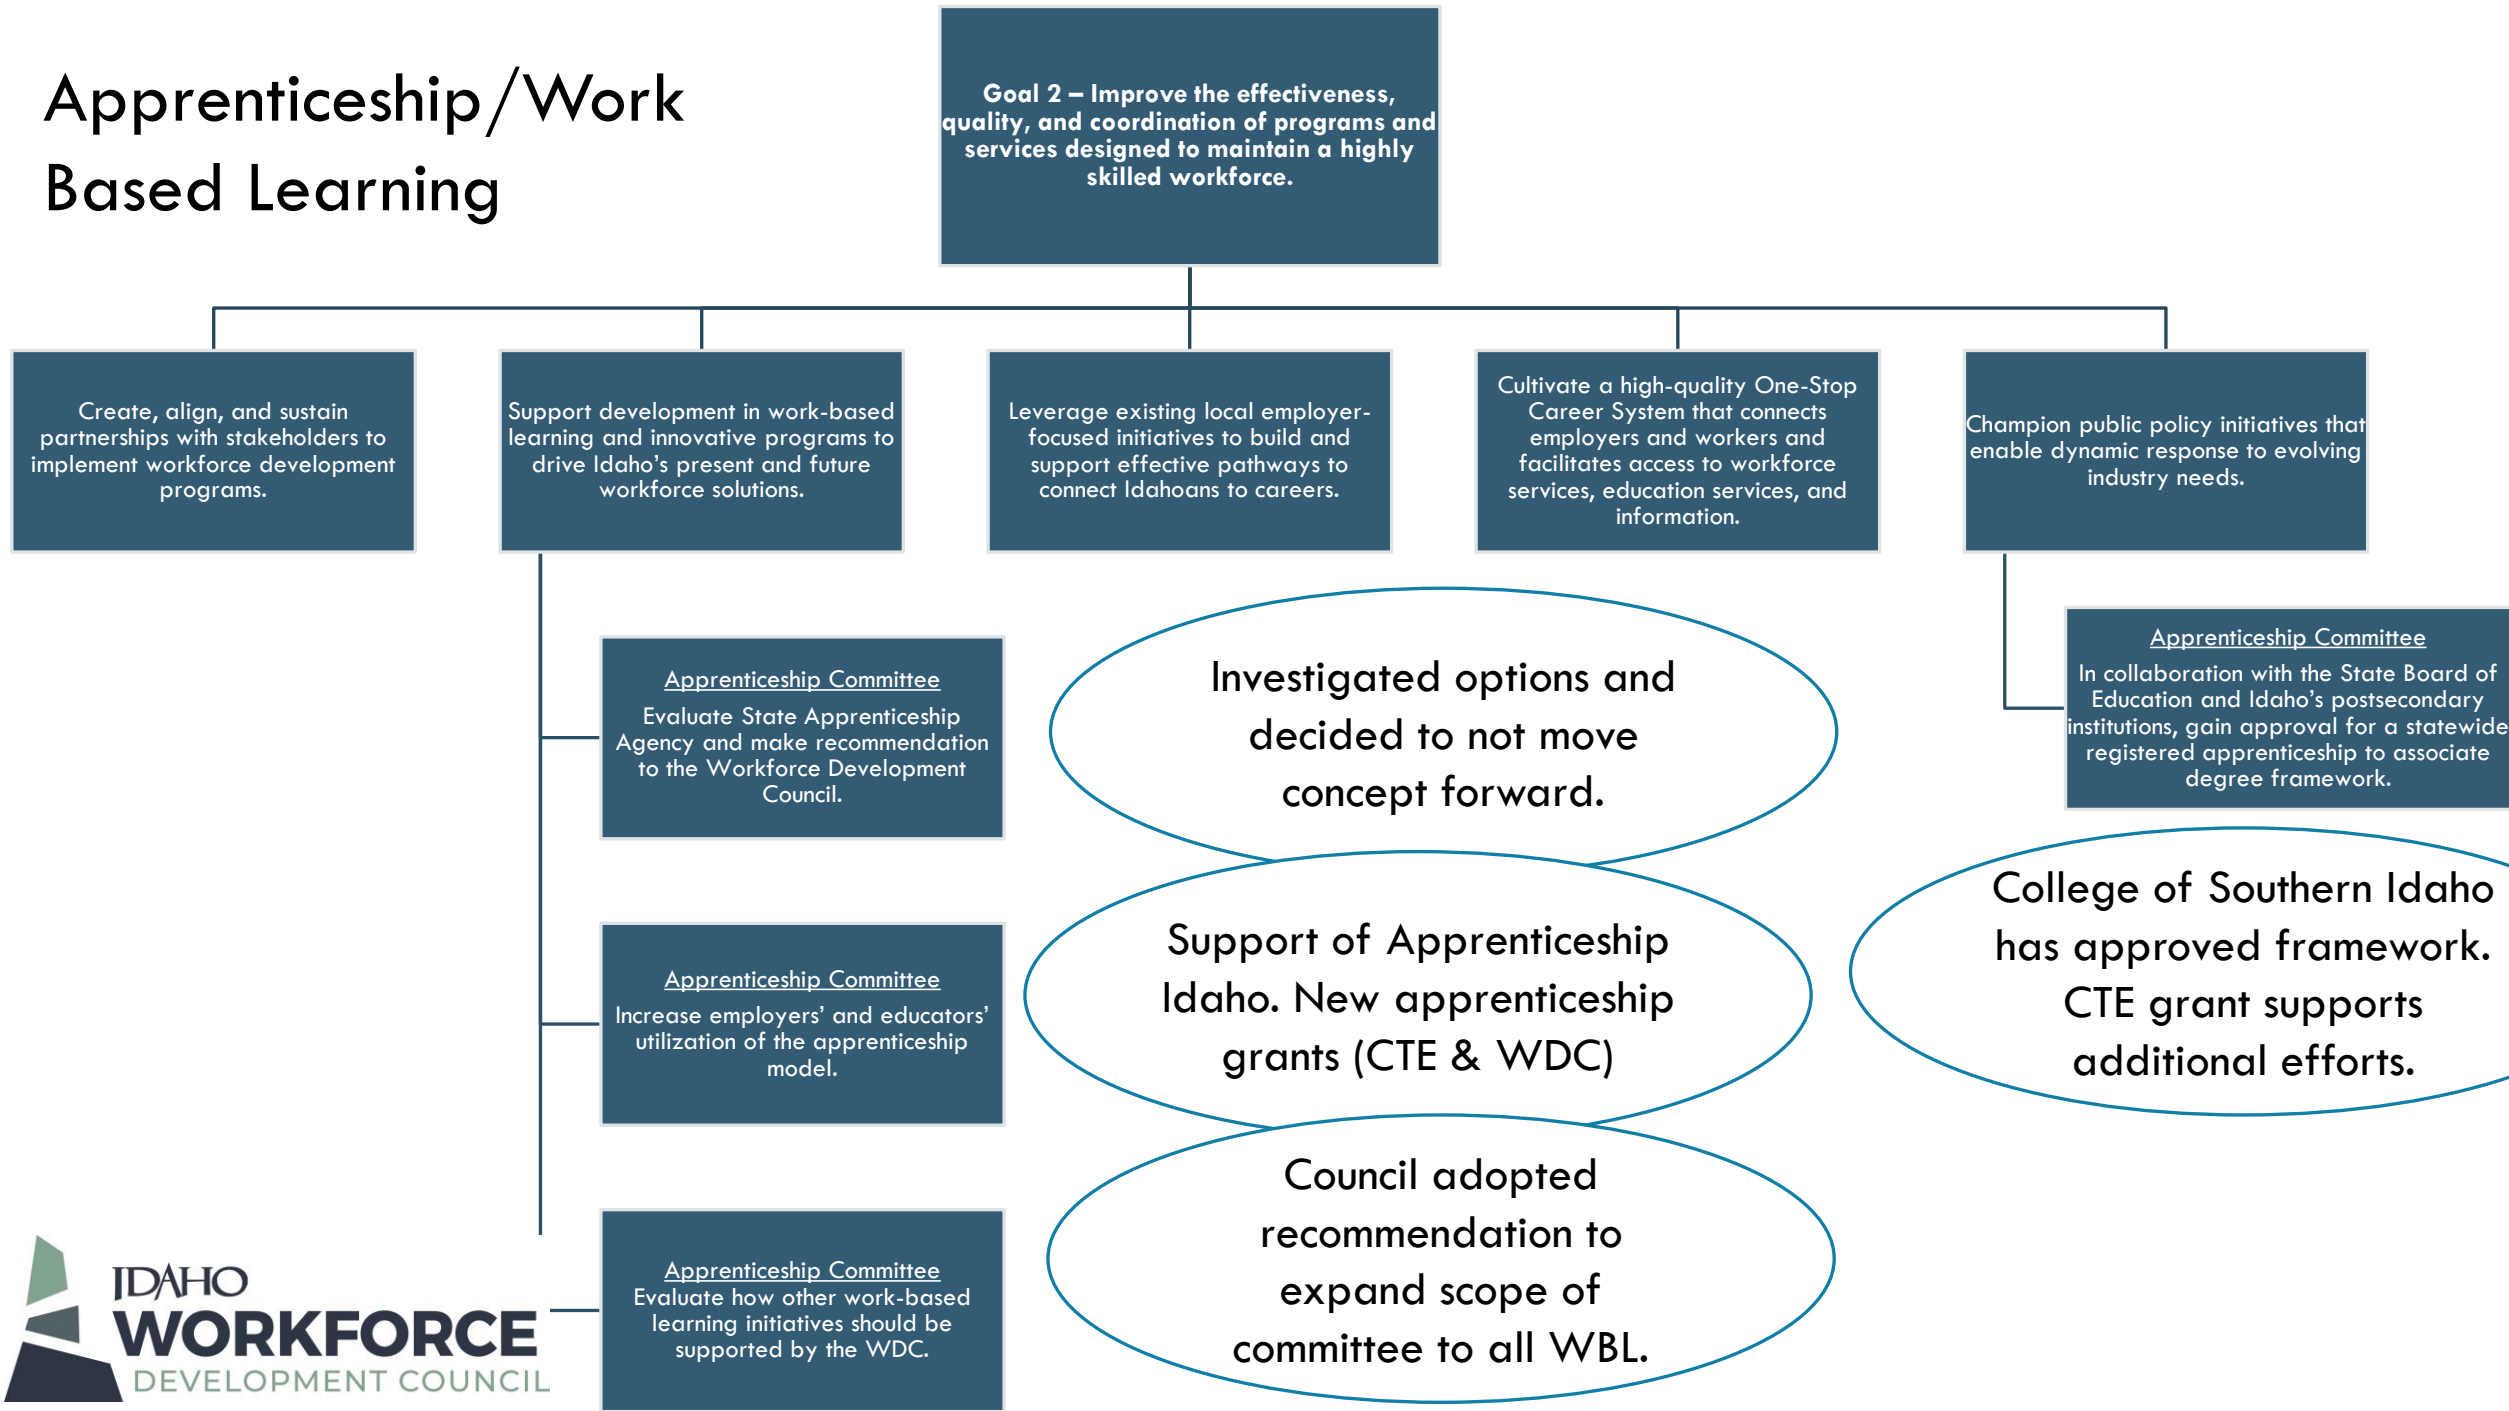 Apprenticeship/Work
Based Learning
Goal 2 – Improve the effectiveness,
quality, and coordination of programs and
services designed to maintain a highly
skilled workforce.
Create, align, and sustain
partnerships with stakeholders to
implement workforce development
programs.
Support development in work-based
learning and innovative programs to
drive Idaho’s present and future
workforce solutions.
Leverage existing local employer-
focused initiatives to build and
support effective pathways to
connect Idahoans to careers.
Cultivate a high-quality One-Stop
Career System that connects
employers and workers and
facilitates access to workforce
services, education services, and
information.
Champion public policy initiatives that
enable dynamic response to evolving
industry needs.
Apprenticeship Committee
Evaluate State Apprenticeship
Agency and make recommendation
to the Workforce Development
Council.
Investigated options and
decided to not move
concept forward.
Apprenticeship Committee
In collaboration with the State Board of
Education and Idaho’s postsecondary
institutions, gain approval for a statewide
registered apprenticeship to associate
degree framework.
Apprenticeship Committee
Increase employers’ and educators’
utilization of the apprenticeship
model.
Support of Apprenticeship
Idaho. New apprenticeship
grants (CTE & WDC)
College of Southern Idaho
has approved framework.
CTE grant supports
additional efforts.
Apprenticeship Committee
Evaluate how other work-based
learning initiatives should be
supported by the WDC.
Council adopted
recommendation to
expand scope of
committee to all WBL.
IDAHO
WORKFORCE
DEVELOPMENT COUNCIL